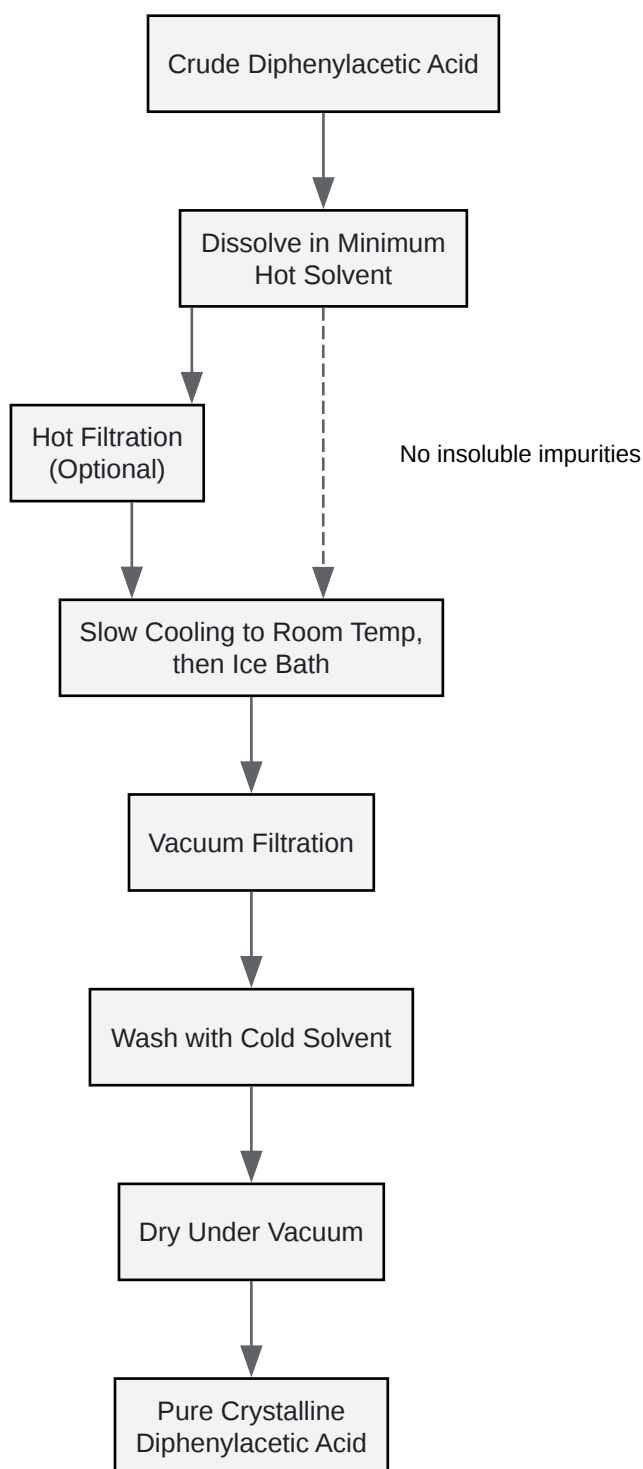 Crude Diphenylacetic Acid
Dissolve in Minimum
Hot Solvent
Hot Filtration
(Optional)
No insoluble impurities
Slow Cooling to Room Temp,
then Ice Bath
Vacuum Filtration
Wash with Cold Solvent
Dry Under Vacuum
Pure Crystalline
Diphenylacetic Acid